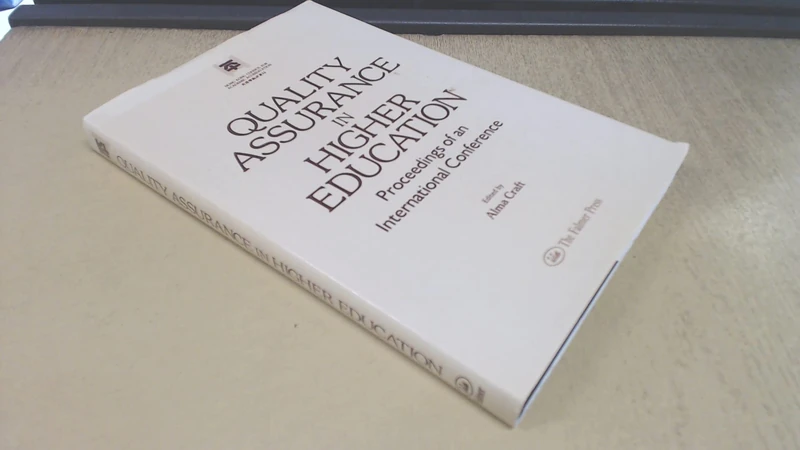 QUALITY
ASSURANCE
IN
HIGHER
EDUCATION
Proceedings of an
International Conference
Edited by
Alma Craft
The Falmer Press
QUALITY ASSURANCE IN HIGHER EDUCATION